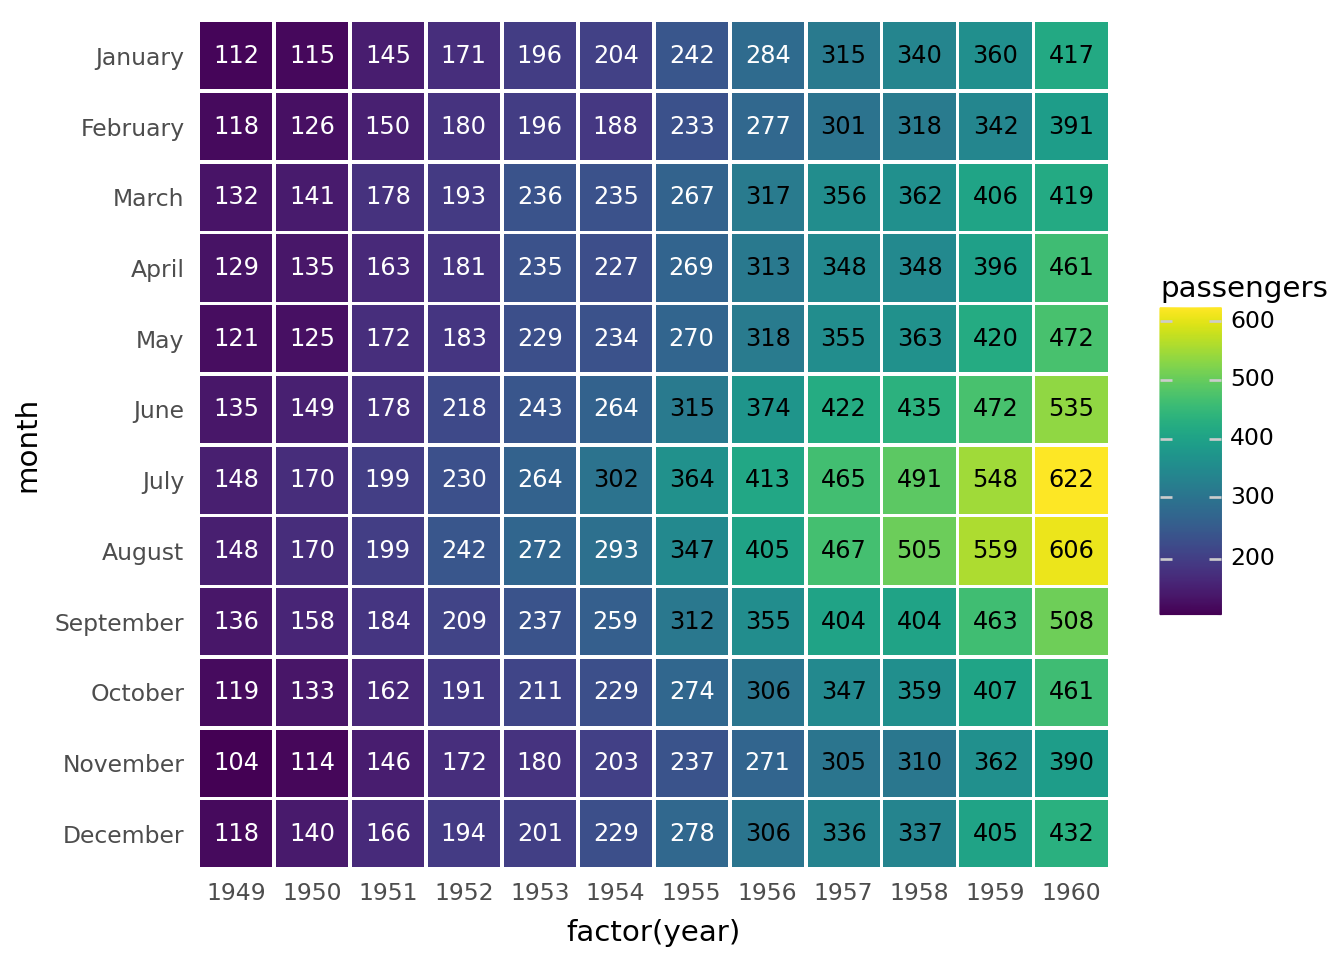 January 112 115 145 171 196 204 242 284 315 340 360 417
February 118 126 150 180 196 188 233 277 301 318 342 391
March 132 141 178 193 236 235 267 317 356 362 406 419
April 129 135 163 181 235 227 269 313 348 348 396 461
May 121 125 172 183 229 234 270 318 355 363 420 472
June 135 149 178 218 243 264 315 374 422 435 472 535
July 148 170 199 230 264 302 364 413 465 491 548 622
August 148 170 199 242 272 293 347 405 467 505 559 606
September 136 158 184 209 237 259 312 355 404 404 463 508
October 119 133 162 191 211 229 274 306 347 359 407 461
November 104 114 146 172 180 203 237 271 305 310 362 390
December 118 140 166 194 201 229 278 306 336 337 405 432
1949 1950 1951 1952 1953 1954 1955 1956 1957 1958 1959 1960
factor(year)
month
passengers
600
500
400
300
200